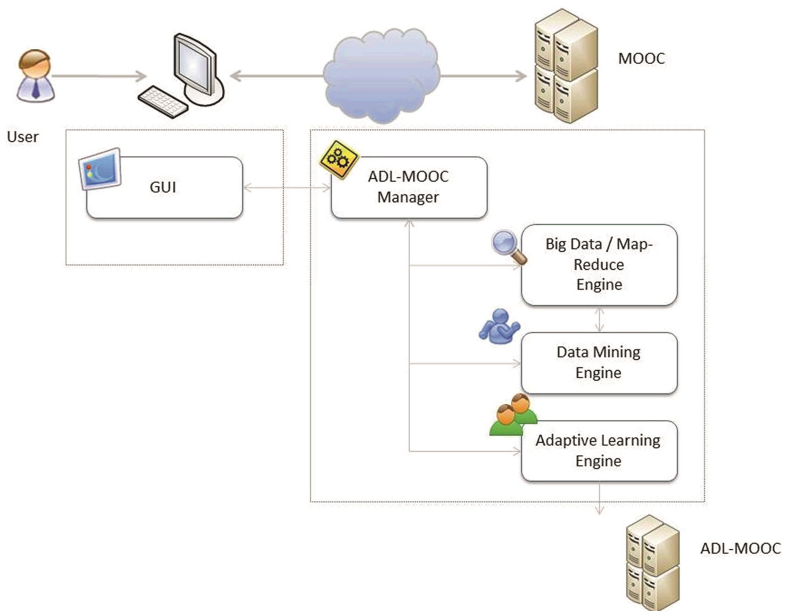 MOOC
User
GUI
ADL-MOOC
Manager
Big Data / Map-
Reduce
Engine
Data Mining
Engine
Adaptive Learning
Engine
ADL-MOOC